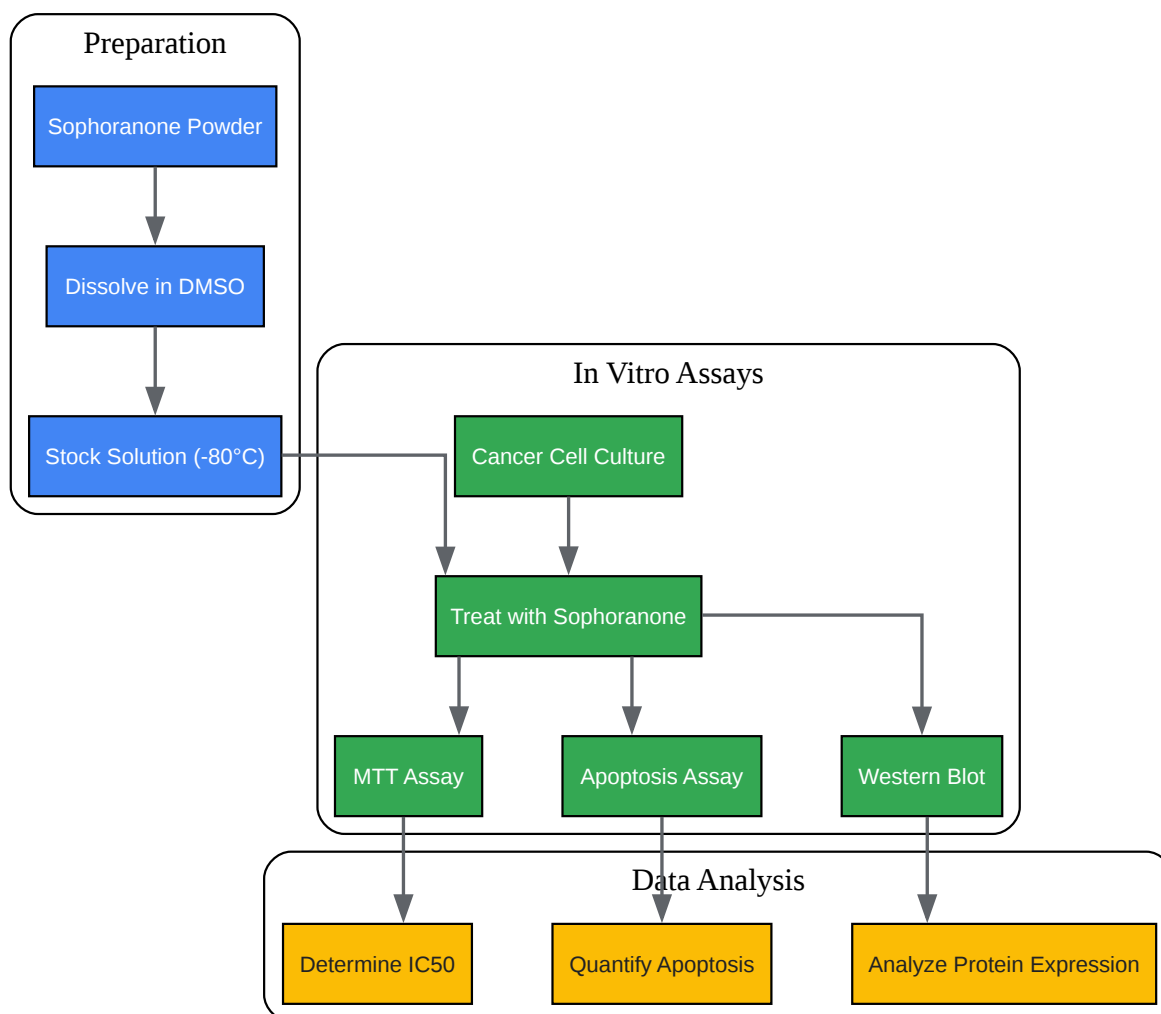 Preparation
Sophoranone Powder
Dissolve in DMSO
Stock Solution (-80°C)
In Vitro Assays
Cancer Cell Culture
Treat with Sophoranone
MTT Assay
Apoptosis Assay
Western Blot
Data Analysis
Determine IC50
Quantify Apoptosis
Analyze Protein Expression